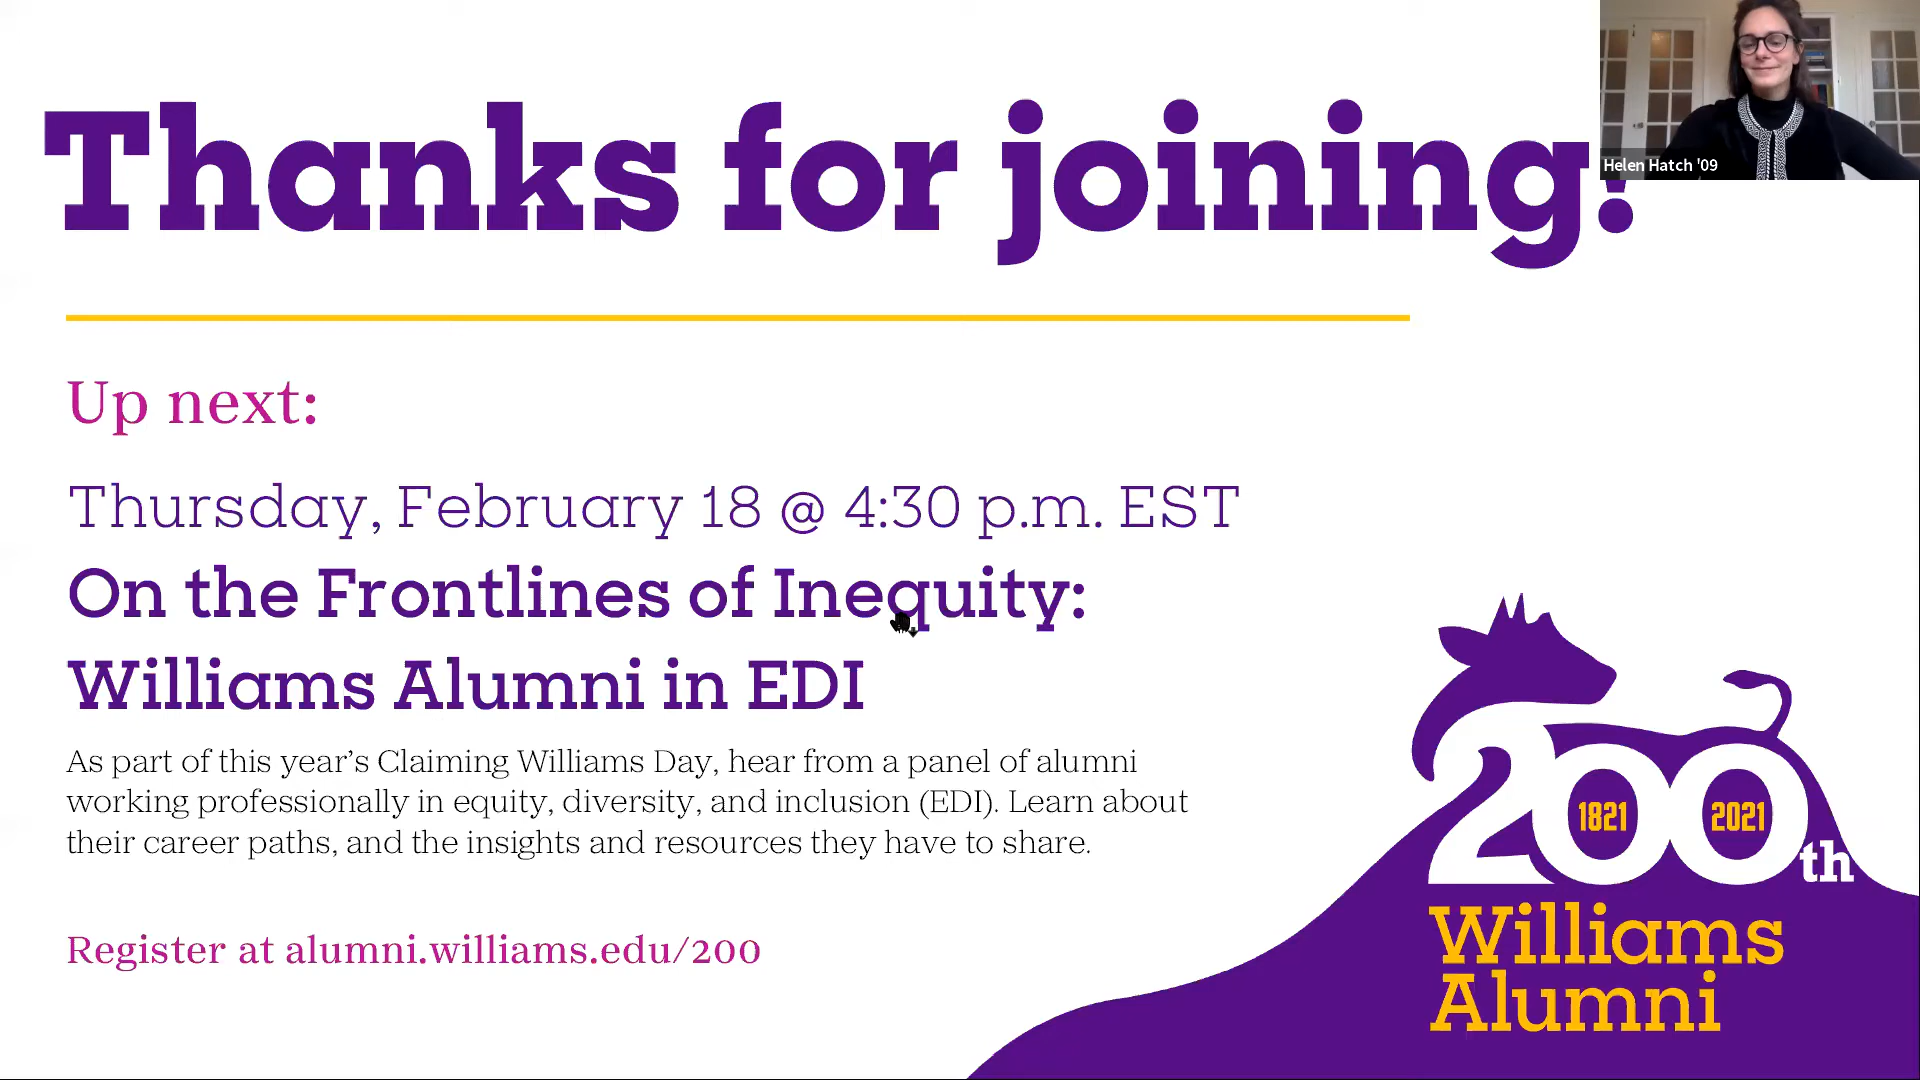 Thanks for joining!
Helen Hatch '09
Up next:
Thursday, February 18 @ 4:30 p.m. EST
On the Frontlines of Inequity:
Williams Alumni in EDI
As part of this year’s Claiming Williams Day, hear from a panel of alumni
working professionally in equity, diversity, and inclusion (EDI). Learn about
their career paths, and the insights and resources they have to share.
Register at alumni.williams.edu/200
200th
1821 2021
Williams
Alumni